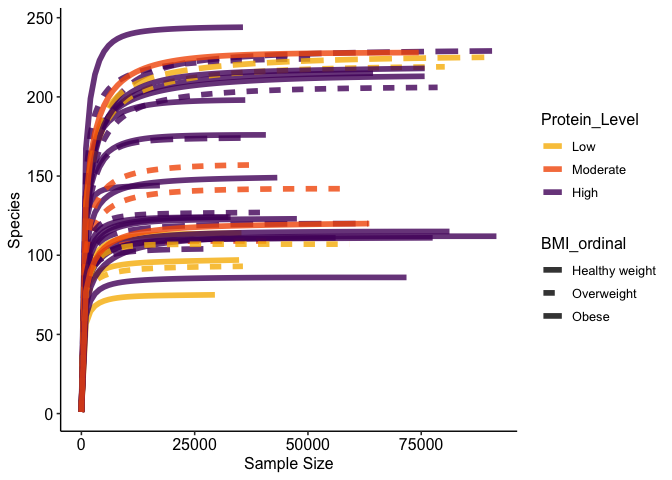 250
200
150
100
50
0
Species
0 25000 50000 75000
Sample Size
Protein_Level
Low
Moderate
High
BMI_ordinal
Healthy weight
Overweight
Obese